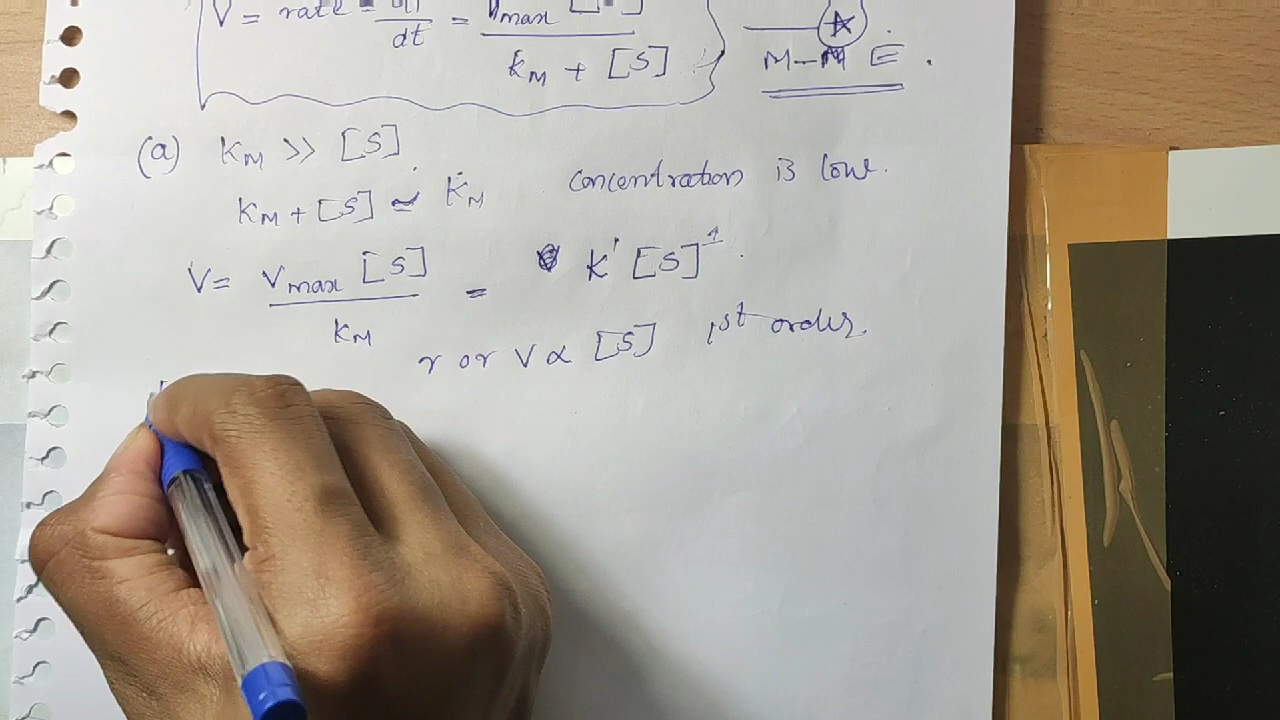 V = rate = = Vmax [S]
dt KM + [S]
M-M E.
(a) KM >> [S]
KM + [S] ≃ KM Concentration is low.
V = Vmax [S] = K' [S]^1.
KM
r or V ∝ [S] 1st order.